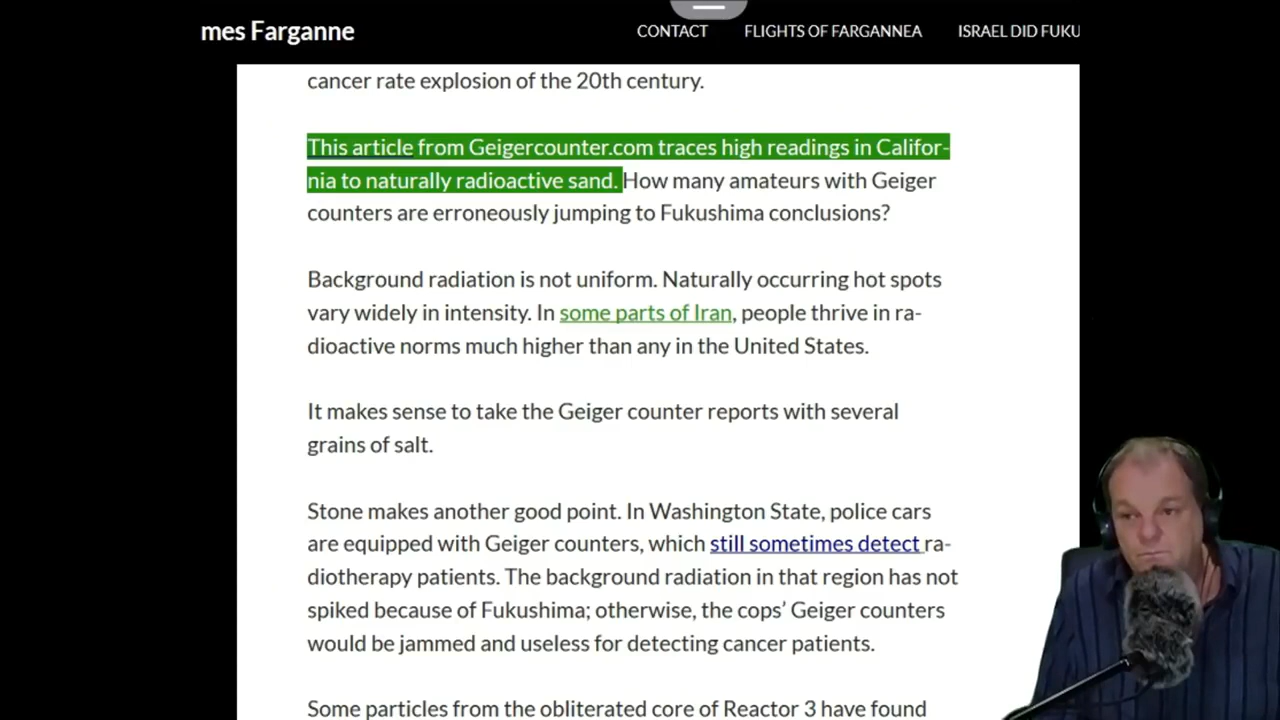 mes Farganne
CONTACT FLIGHTS OF FARGANNEA ISRAEL DID FUKU
cancer rate explosion of the 20th century.
This article from Geigercounter.com traces high readings in Califor-
nia to naturally radioactive sand. How many amateurs with Geiger
counters are erroneously jumping to Fukushima conclusions?
Background radiation is not uniform. Naturally occurring hot spots
vary widely in intensity. In some parts of Iran, people thrive in ra-
dioactive norms much higher than any in the United States.
It makes sense to take the Geiger counter reports with several
grains of salt.
Stone makes another good point. In Washington State, police cars
are equipped with Geiger counters, which still sometimes detect ra-
diotherapy patients. The background radiation in that region has not
spiked because of Fukushima; otherwise, the cops’ Geiger counters
would be jammed and useless for detecting cancer patients.
Some particles from the obliterated core of Reactor 3 have found